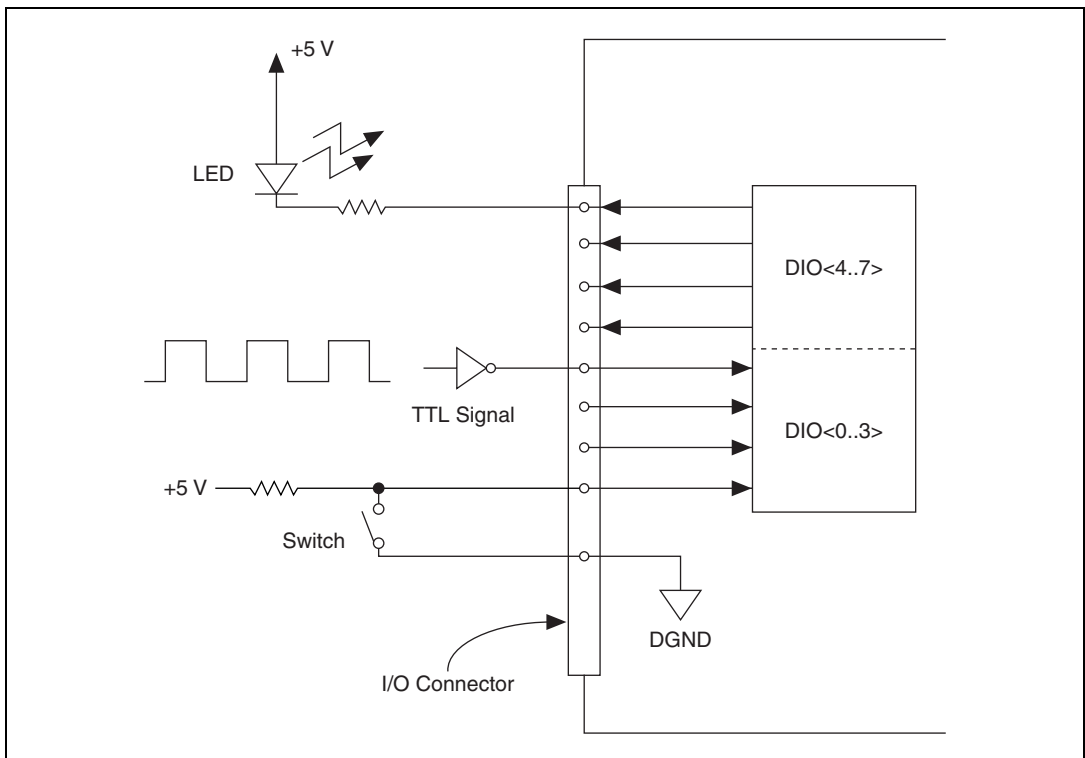 +5 V
LED
DIO<4..7>
TTL Signal
DIO<0..3>
+5 V
Switch
DGND
I/O Connector